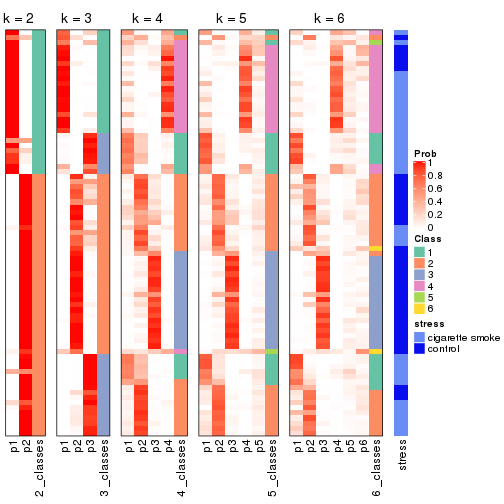 k = 2
k = 3
k = 4
k = 5
k = 6
Prob
1
0.8
0.6
0.4
0.2
0
Class
1
2
3
4
5
6
stress
cigarette smoke
control
p1
p2
2_classes
p1
p2
p3
3_classes
p1
p2
p3
p4
4_classes
p1
p2
p3
p4
p5
5_classes
p1
p2
p3
p4
p5
p6
6_classes
stress